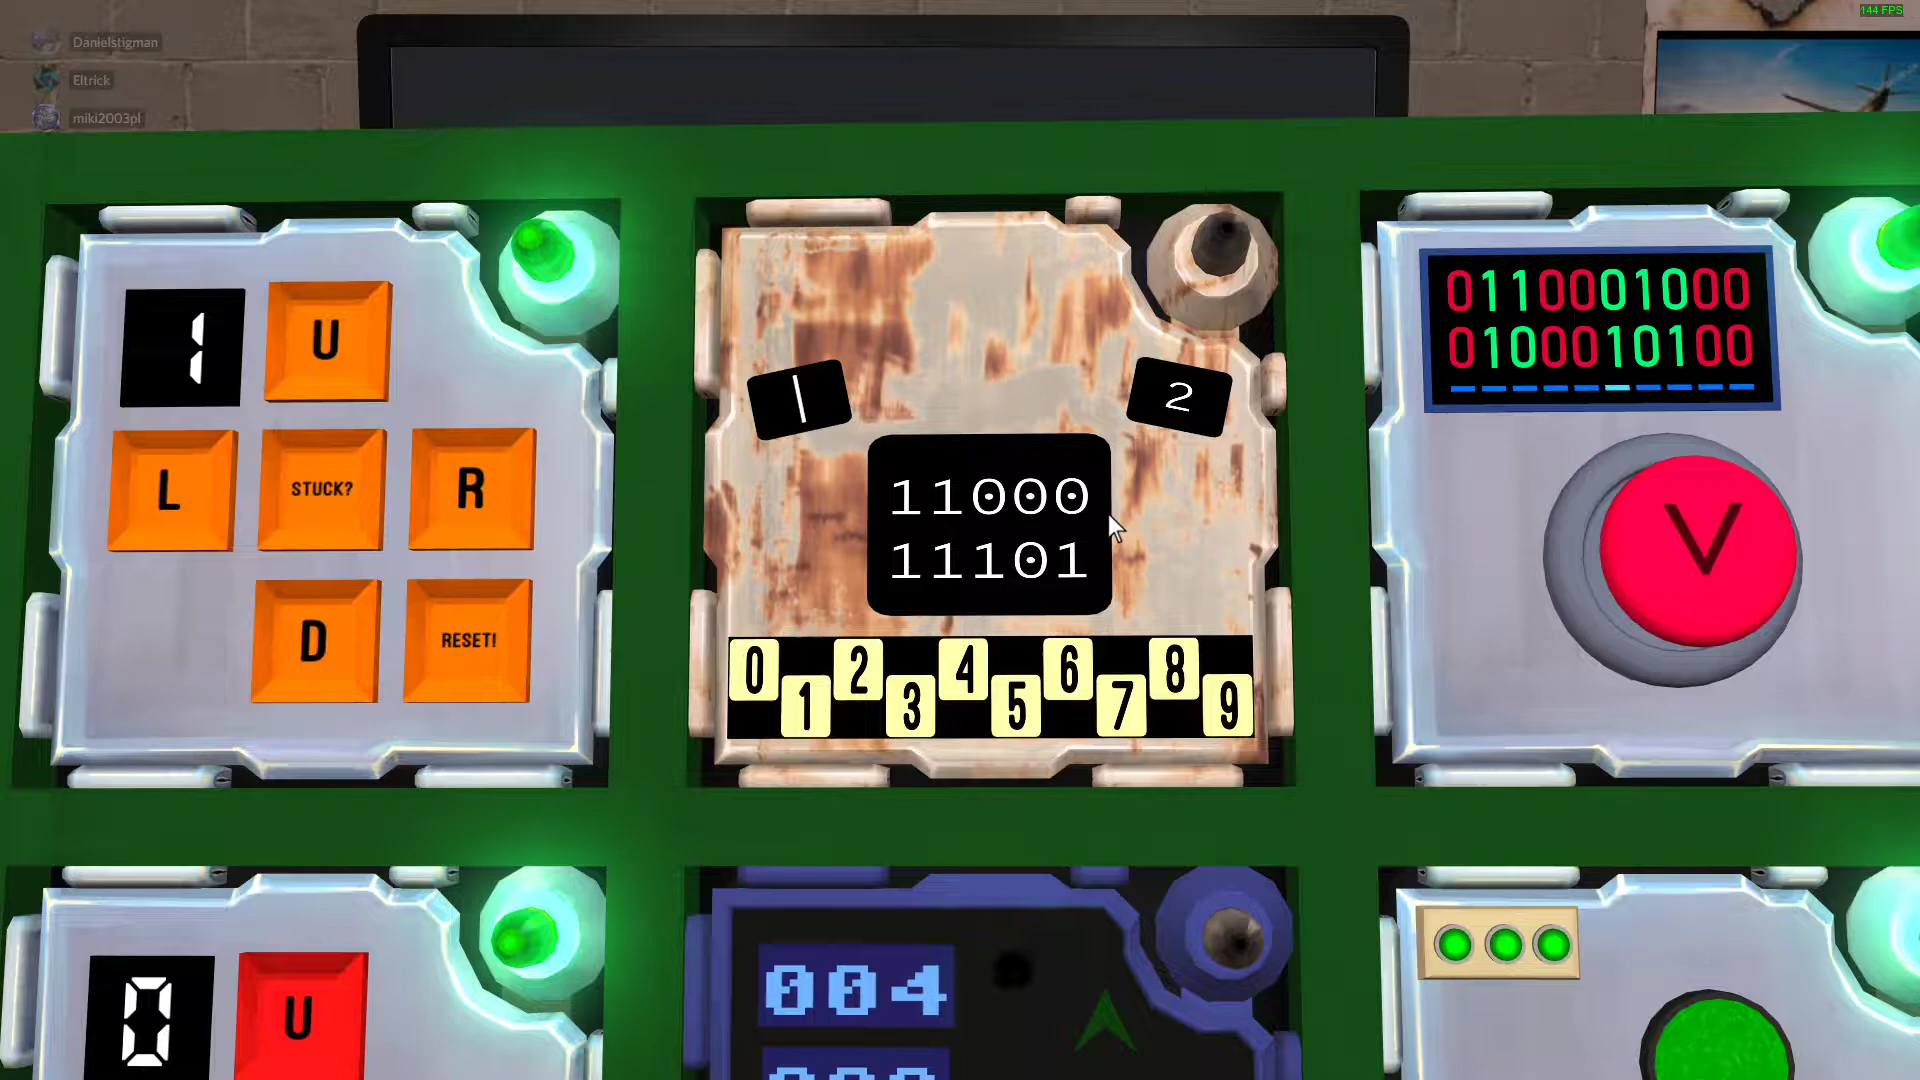 144 FPS
Danielstigman
Eltrick
miki2003pl
1
U
L
STUCK?
R
D
RESET!
|
2
11000
11101
0 1 2 3 4 5 6 7 8 9
0110001000
0100010100
V
0
U
004